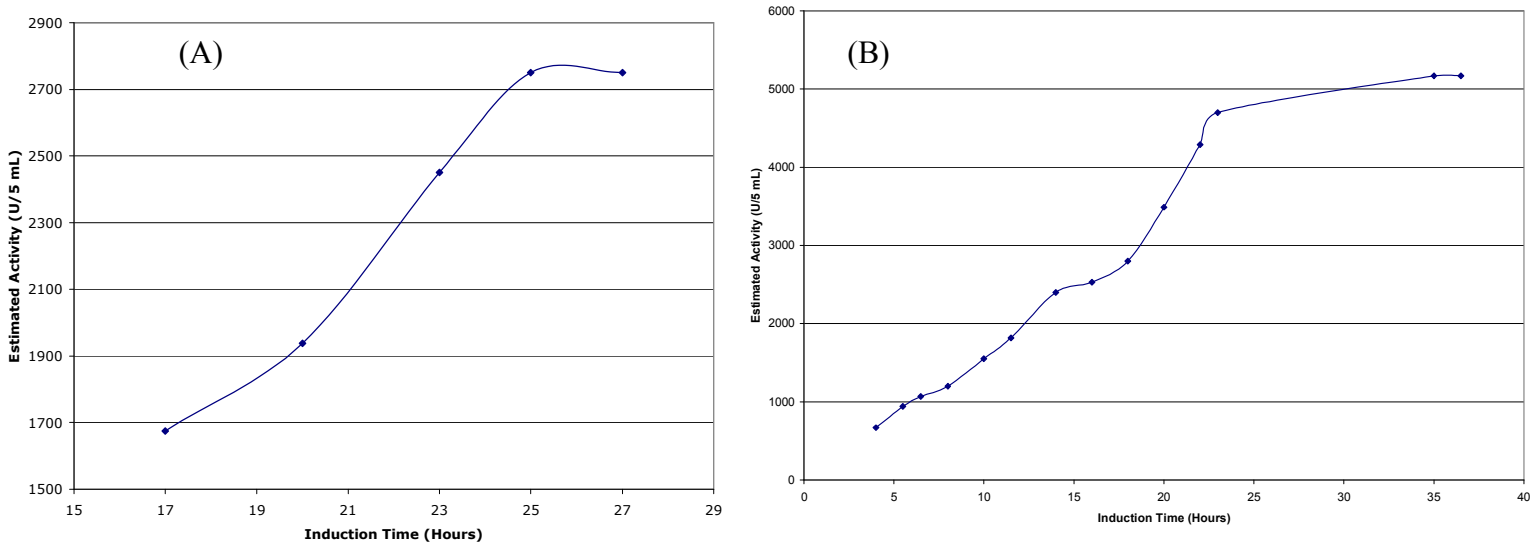 (A)
Estimated Activity (U/5 mL)
2900
2700
2500
2300
2100
1900
1700
1500
15 17 19 21 23 25 27 29
Induction Time (Hours)
(B)
Estimated Activity (U/5 mL)
6000
5000
4000
3000
2000
1000
0
0 5 10 15 20 25 30 35 40
Induction Time (Hours)